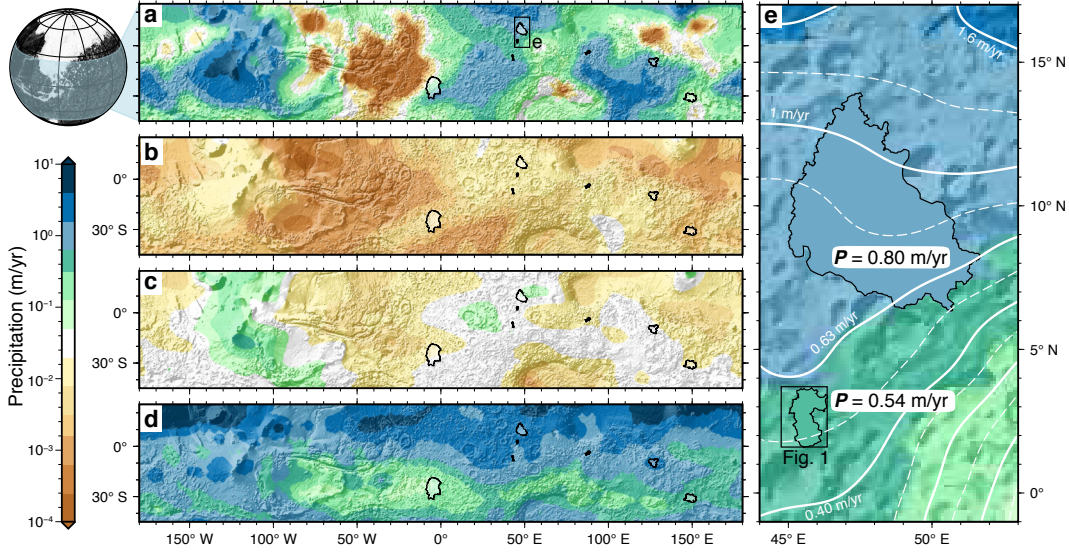 a
e
b
0°
30° S
c
0°
30° S
d
0°
30° S
150° W
100° W
50° W
0°
50° E
100° E
150° E
Precipitation (m/yr)
10¹
10⁰
10⁻¹
10⁻²
10⁻³
10⁻⁴
e
1.6 m/yr
15° N
1 m/yr
10° N
P = 0.80 m/yr
0.63 m/yr
5° N
P = 0.54 m/yr
Fig. 1
0.40 m/yr
0°
45° E
50° E